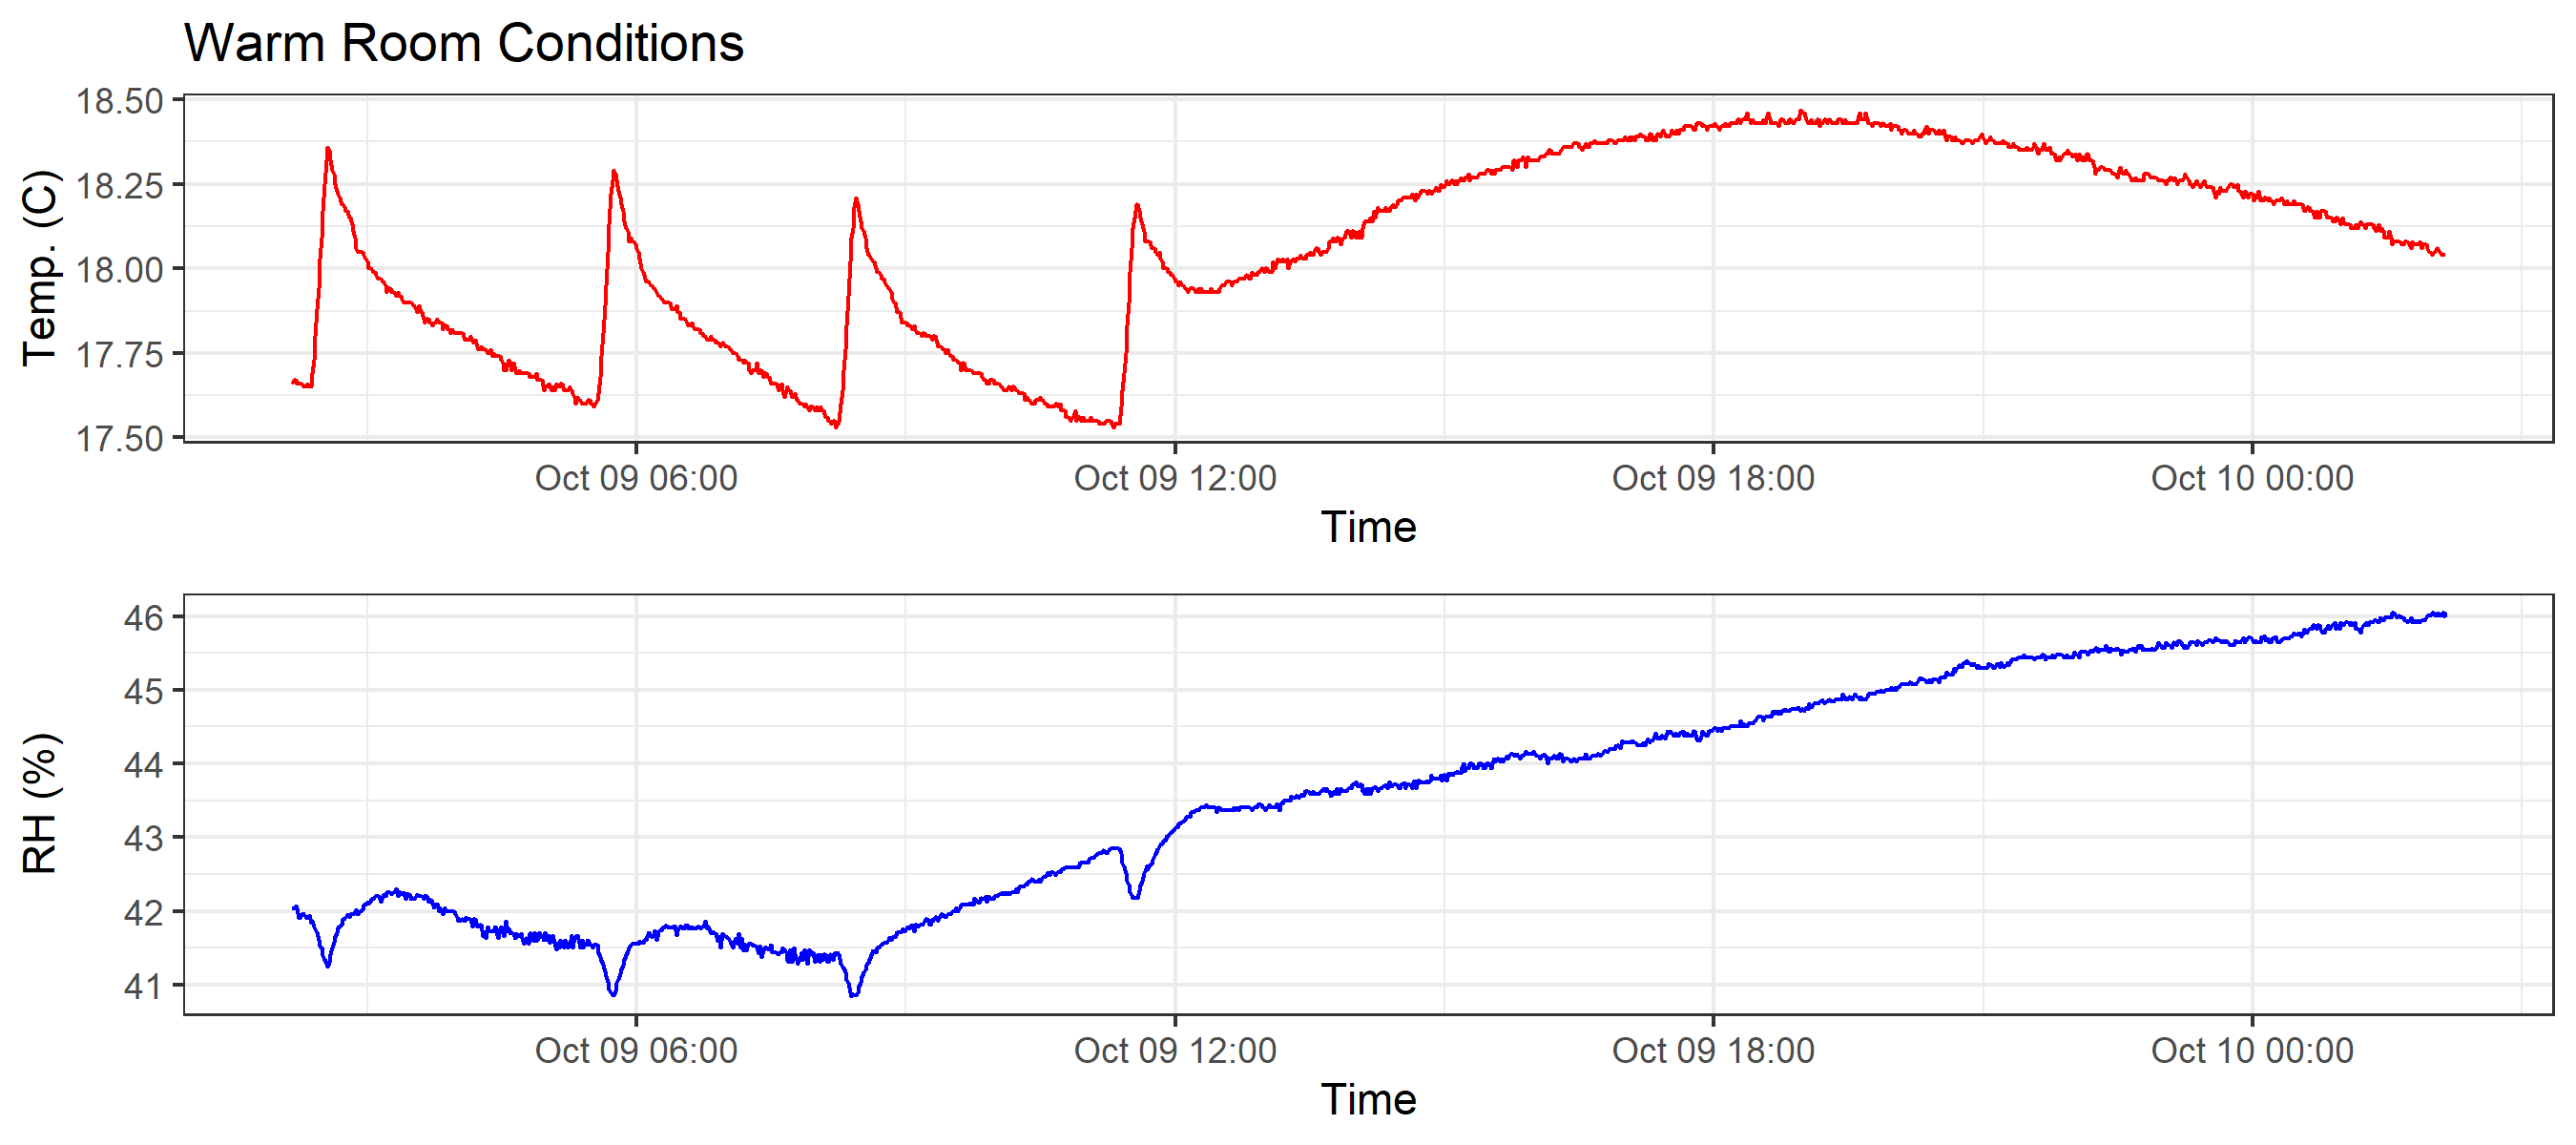 Warm Room Conditions
Temp. (C)
18.50
18.25
18.00
17.75
17.50
Oct 09 06:00 Oct 09 12:00 Oct 09 18:00 Oct 10 00:00
Time
RH (%)
46
45
44
43
42
41
Oct 09 06:00 Oct 09 12:00 Oct 09 18:00 Oct 10 00:00
Time